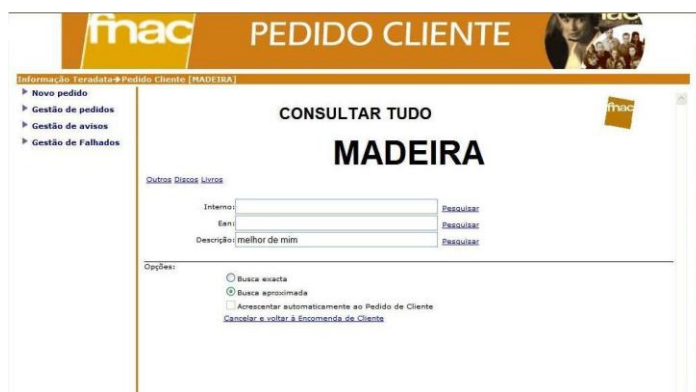 fnac
PEDIDO CLIENTE
Informação Teradata→Pedido Cliente [MADEIRA]
Novo pedido
Gestão de pedidos
Gestão de avisos
Gestão de Falhados
CONSULTAR TUDO
fnac
MADEIRA
Outros Discos Livros
Interno:
Pesquisar
Ean:
Pesquisar
Descrição: melhor de mim
Pesquisar
Opções:
Busca exacta
Busca aproximada
Acrescentar automaticamente ao Pedido de Cliente
Cancelar e voltar à Encomenda de Cliente